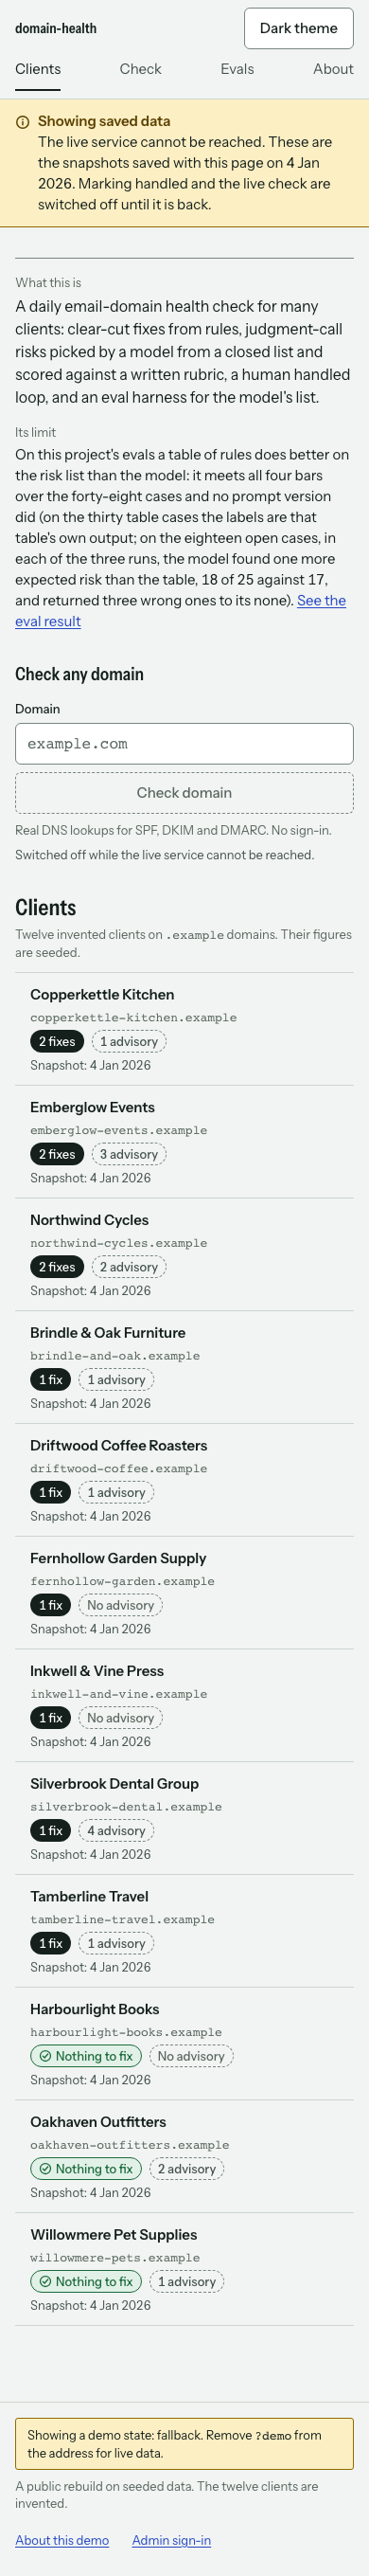 domain-health
Dark theme
Clients
Check
Evals
About
Showing saved data
The live service cannot be reached. These are
the snapshots saved with this page on 4 Jan
2026. Marking handled and the live check are
switched off until it is back.
What this is
A daily email-domain health check for many
clients: clear-cut fixes from rules, judgment-call
risks picked by a model from a closed list and
scored against a written rubric, a human handled
loop, and an eval harness for the model's list.
Its limit
On this project's evals a table of rules does better on
the risk list than the model: it meets all four bars
over the forty-eight cases and no prompt version
did (on the thirty table cases the labels are that
table's own output; on the eighteen open cases, in
each of the three runs, the model found one more
expected risk than the table, 18 of 25 against 17,
and returned three wrong ones to its none). See the
eval result
Check any domain
Domain
example.com
Check domain
Real DNS lookups for SPF, DKIM and DMARC. No sign-in.
Switched off while the live service cannot be reached.
Clients
Twelve invented clients on .example domains. Their figures
are seeded.
Copperkettle Kitchen
copperkettle-kitchen.example
2 fixes 1 advisory
Snapshot: 4 Jan 2026
Emberglow Events
emberglow-events.example
2 fixes 3 advisory
Snapshot: 4 Jan 2026
Northwind Cycles
northwind-cycles.example
2 fixes 2 advisory
Snapshot: 4 Jan 2026
Brindle & Oak Furniture
brindle-and-oak.example
1 fix 1 advisory
Snapshot: 4 Jan 2026
Driftwood Coffee Roasters
driftwood-coffee.example
1 fix 1 advisory
Snapshot: 4 Jan 2026
Fernhollow Garden Supply
fernhollow-garden.example
1 fix No advisory
Snapshot: 4 Jan 2026
Inkwell & Vine Press
inkwell-and-vine.example
1 fix No advisory
Snapshot: 4 Jan 2026
Silverbrook Dental Group
silverbrook-dental.example
1 fix 4 advisory
Snapshot: 4 Jan 2026
Tamberline Travel
tamberline-travel.example
1 fix 1 advisory
Snapshot: 4 Jan 2026
Harbourlight Books
harbourlight-books.example
Nothing to fix No advisory
Snapshot: 4 Jan 2026
Oakhaven Outfitters
oakhaven-outfitters.example
Nothing to fix 2 advisory
Snapshot: 4 Jan 2026
Willowmere Pet Supplies
willowmere-pets.example
Nothing to fix 1 advisory
Snapshot: 4 Jan 2026
Showing a demo state: fallback. Remove ?demo from
the address for live data.
A public rebuild on seeded data. The twelve clients are
invented.
About this demo Admin sign-in